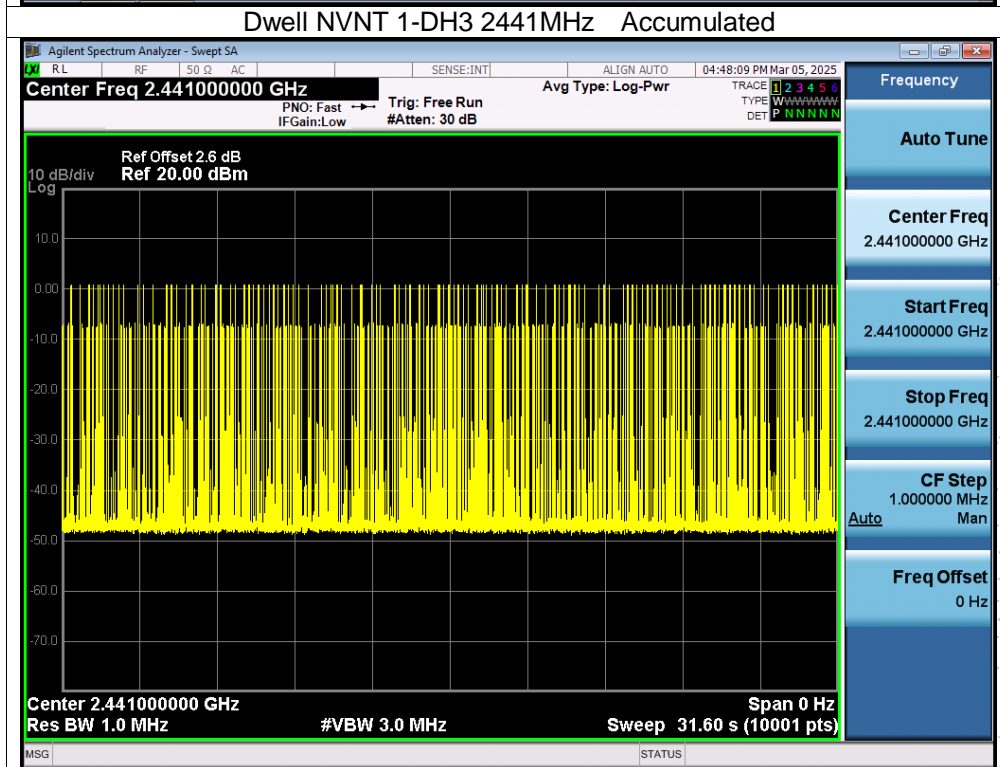 Dwell NVNT 1-DH3 2441MHz Accumulated
Agilent Spectrum Analyzer - Swept SA
LXI RL RF 50 Ω AC SENSE:INT ALIGN AUTO 04:48:09 PM Mar 05, 2025
Center Freq 2.441000000 GHz
PNO: Fast
IFGain:Low
Trig: Free Run
#Atten: 30 dB
Avg Type: Log-Pwr
TRACE 1 2 3 4 5 6
TYPE WWWWWW
DET P N N N N N
Ref Offset 2.6 dB
10 dB/div Ref 20.00 dBm
Log
10.0
0.00
-10.0
-20.0
-30.0
-40.0
-50.0
-60.0
-70.0
Center 2.441000000 GHz Span 0 Hz
Res BW 1.0 MHz #VBW 3.0 MHz Sweep 31.60 s (10001 pts)
MSG STATUS
Frequency
Auto Tune
Center Freq
2.441000000 GHz
Start Freq
2.441000000 GHz
Stop Freq
2.441000000 GHz
CF Step
1.000000 MHz
Auto Man
Freq Offset
0 Hz